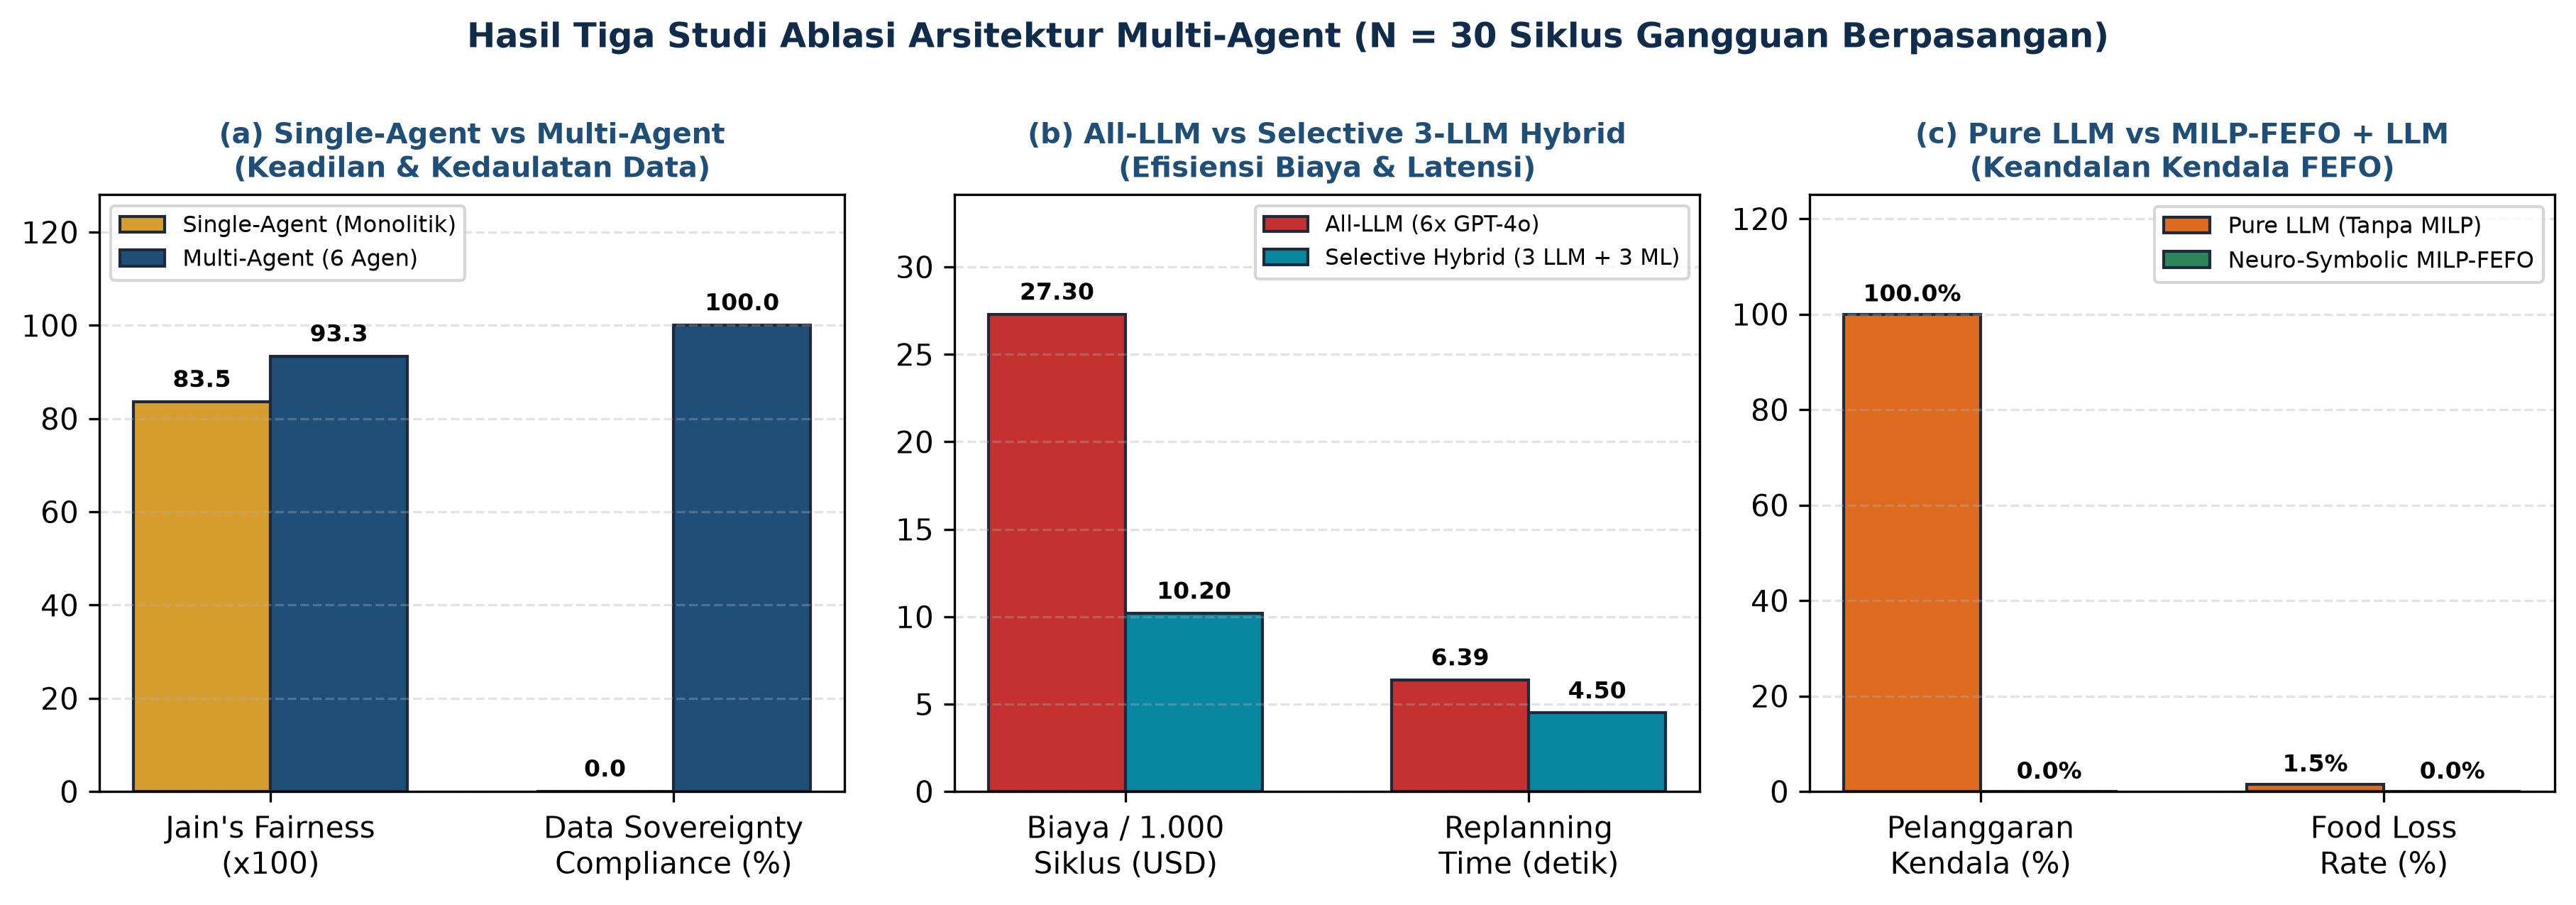 Hasil Tiga Studi Ablasi Arsitektur Multi-Agent (N = 30 Siklus Gangguan Berpasangan)
(a) Single-Agent vs Multi-Agent
(Keadilan & Kedaulatan Data)
Single-Agent (Monolitik)
Multi-Agent (6 Agen)
120
100
80
60
40
20
0
83.5
93.3
0.0
100.0
Jain's Fairness
(x100)
Data Sovereignty
Compliance (%)
(b) All-LLM vs Selective 3-LLM Hybrid
(Efisiensi Biaya & Latensi)
All-LLM (6x GPT-4o)
Selective Hybrid (3 LLM + 3 ML)
30
25
20
15
10
5
0
27.30
10.20
6.39
4.50
Biaya / 1.000
Siklus (USD)
Replanning
Time (detik)
(c) Pure LLM vs MILP-FEFO + LLM
(Keandalan Kendala FEFO)
Pure LLM (Tanpa MILP)
Neuro-Symbolic MILP-FEFO
120
100
80
60
40
20
0
100.0%
0.0%
1.5%
0.0%
Pelanggaran
Kendala (%)
Food Loss
Rate (%)